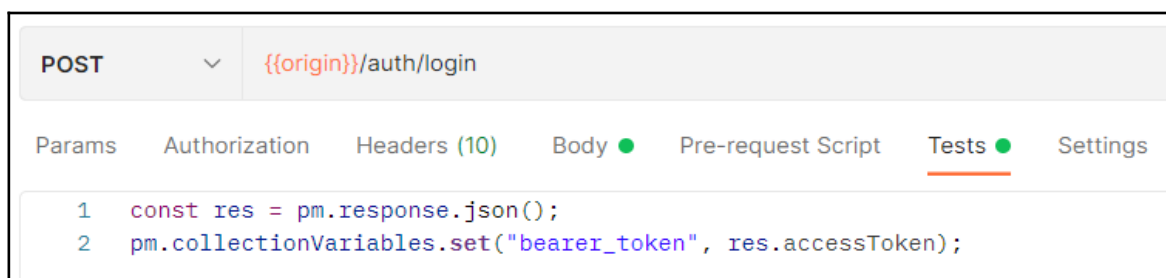 POST {{origin}}/auth/login
Params Authorization Headers (10) Body Pre-request Script Tests Settings
1 const res = pm.response.json();
2 pm.collectionVariables.set("bearer_token", res.accessToken);